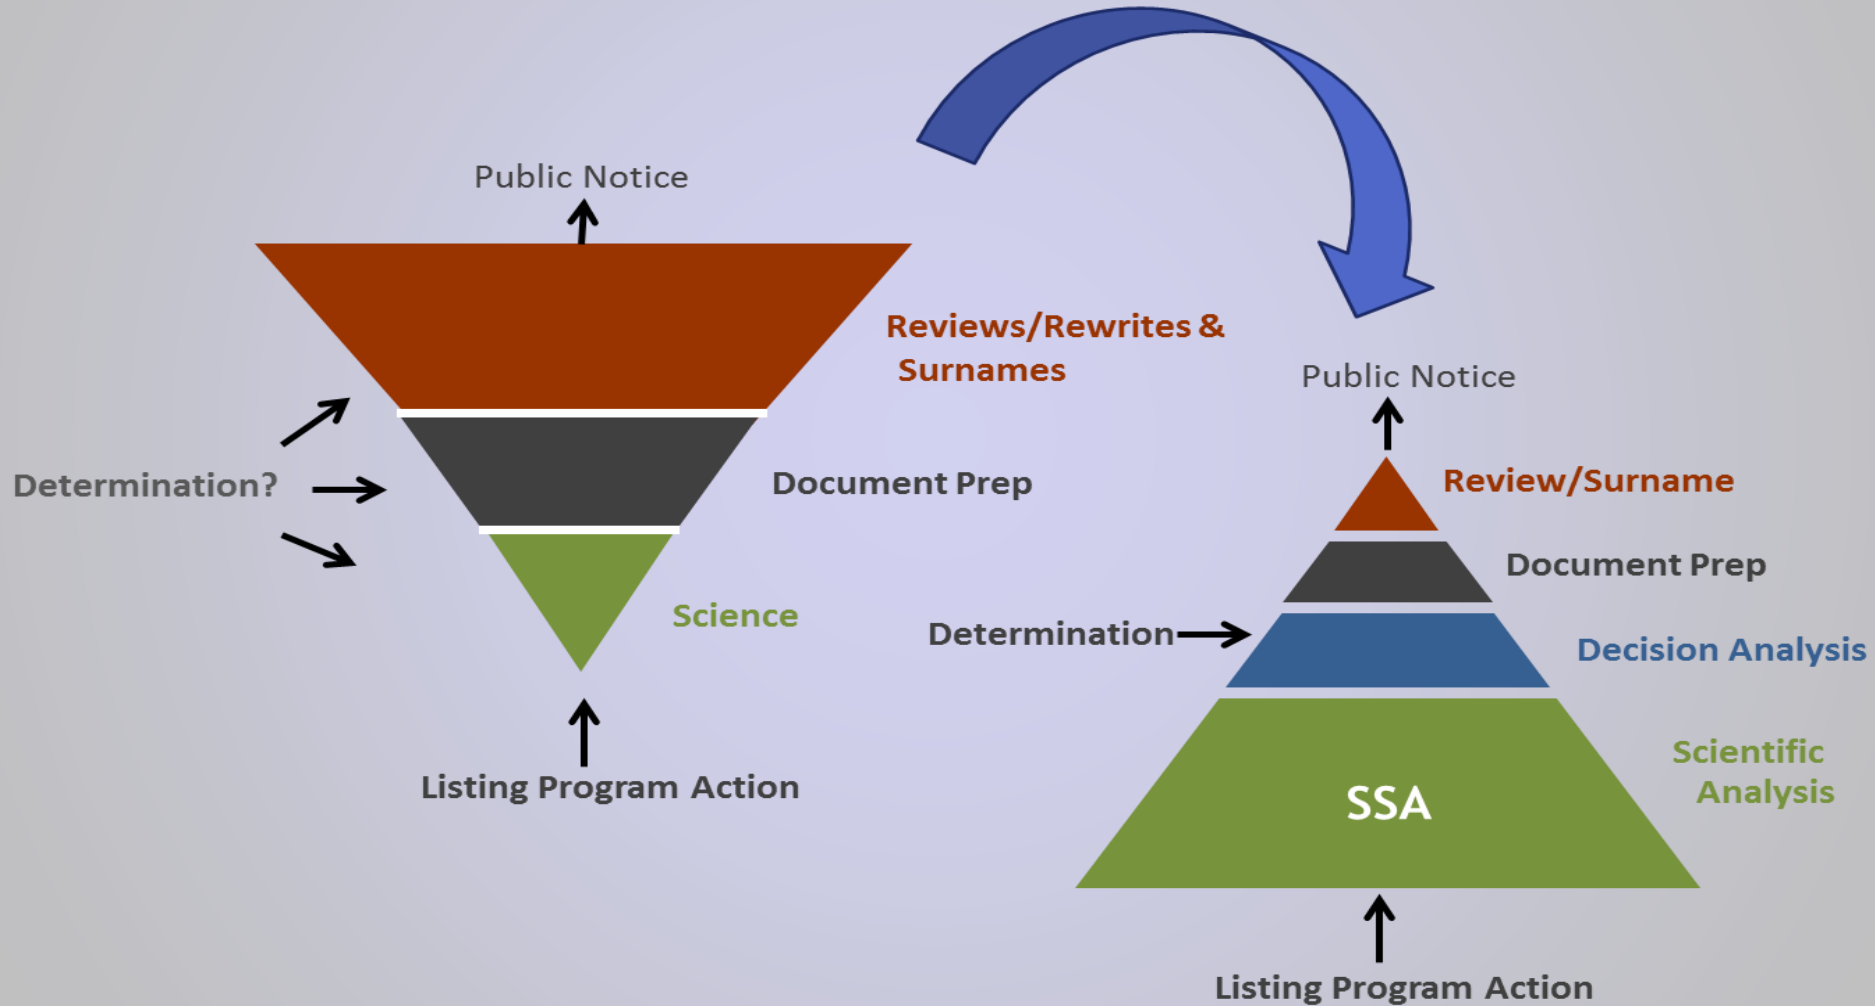 Public Notice
Reviews/Rewrites &
Surnames
Determination?
Document Prep
Science
Listing Program Action
Public Notice
Review/Surname
Document Prep
Determination
Decision Analysis
Scientific
Analysis
SSA
Listing Program Action